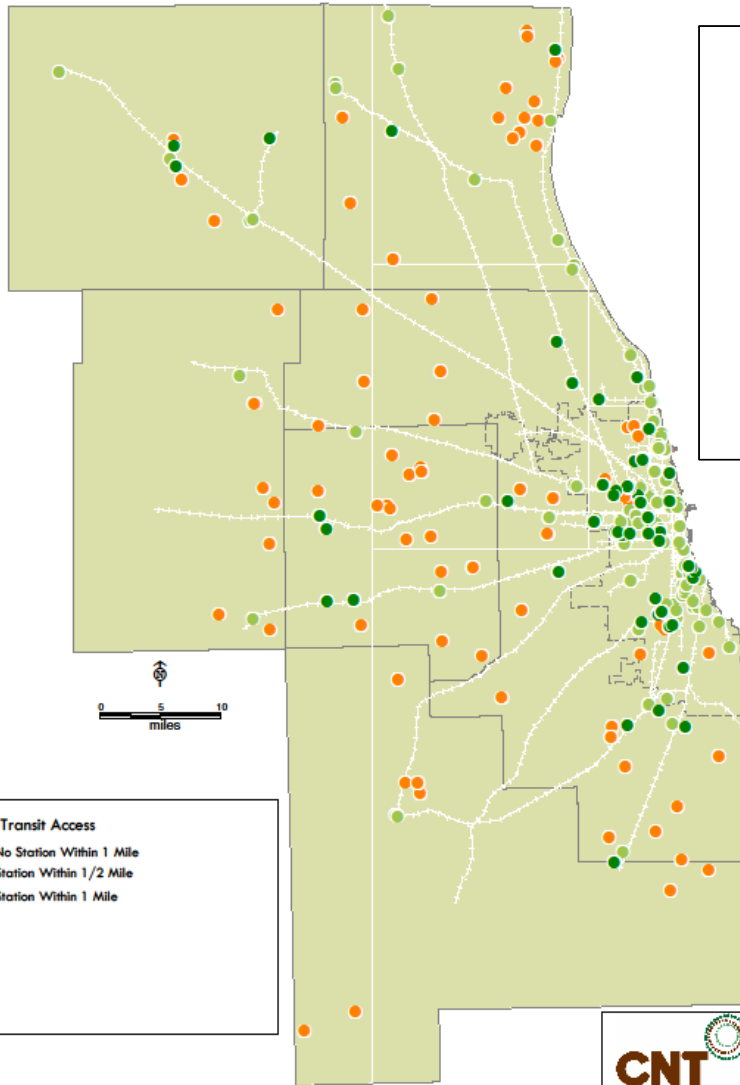 0 5 10
miles
Transit Access
No Station Within 1 Mile
Station Within 1/2 Mile
Station Within 1 Mile
CNT